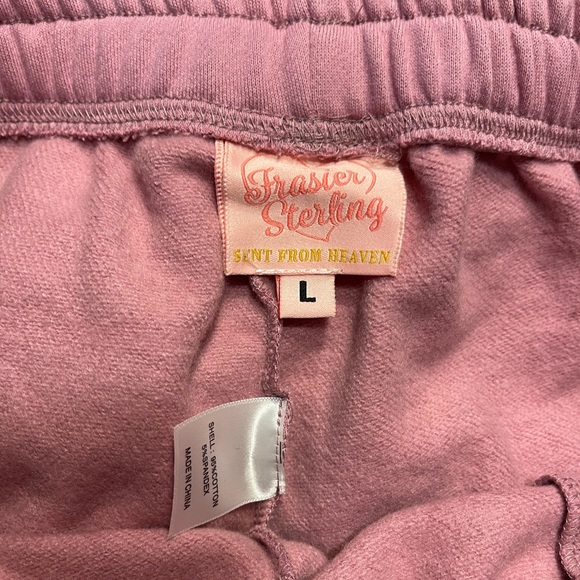 Frasier
Sterling
SENT FROM HEAVEN
L
SHELL: 95%COTTON
5%SPANDEX
MADE IN CHINA